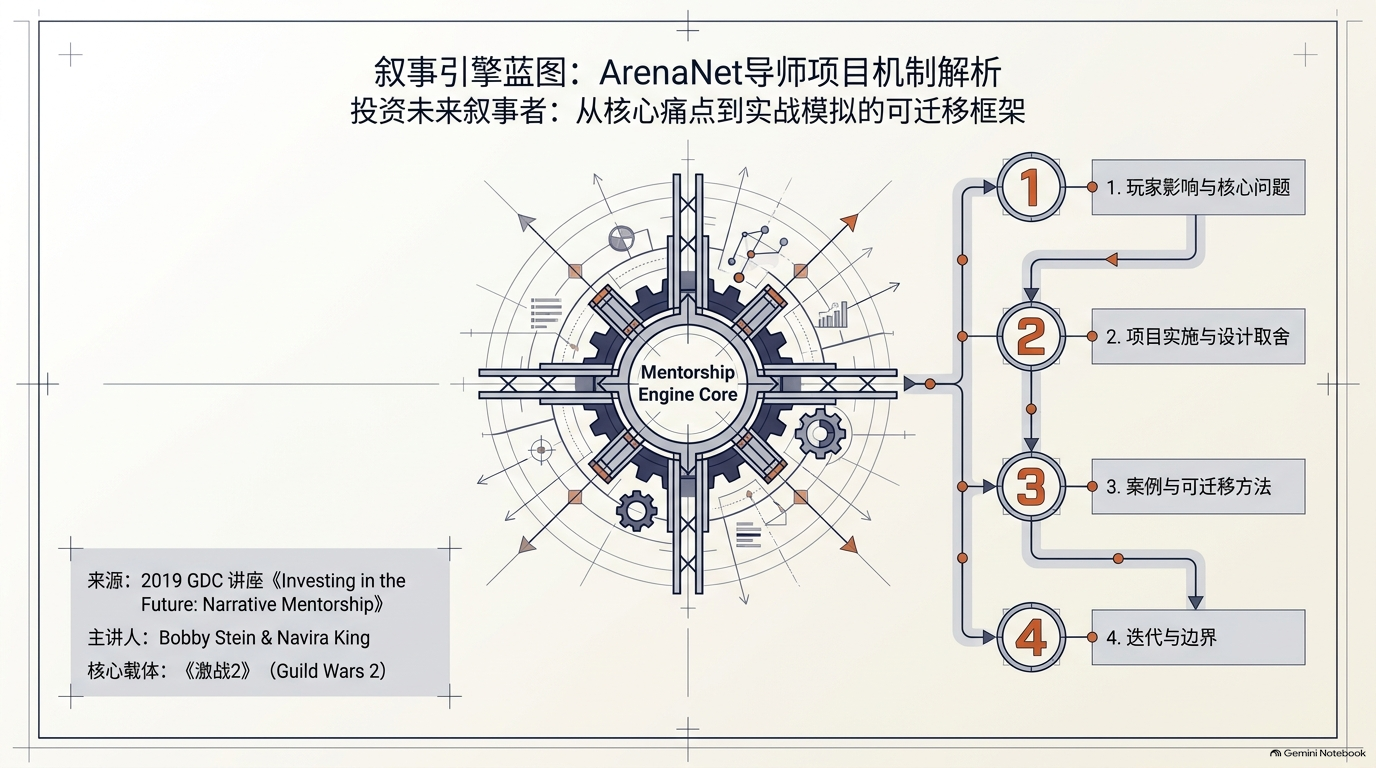 叙事引擎蓝图：ArenaNet导师项目机制解析
投资未来叙事者：从核心痛点到实战模拟的可迁移框架
Mentorship
Engine Core
1
1. 玩家影响与核心问题
2
2. 项目实施与设计取舍
3
3. 案例与可迁移方法
4
4. 迭代与边界
来源：2019 GDC 讲座《Investing in the
Future: Narrative Mentorship》
主讲人：Bobby Stein & Navira King
核心载体：《激战2》（Guild Wars 2）
Gemini Notebook